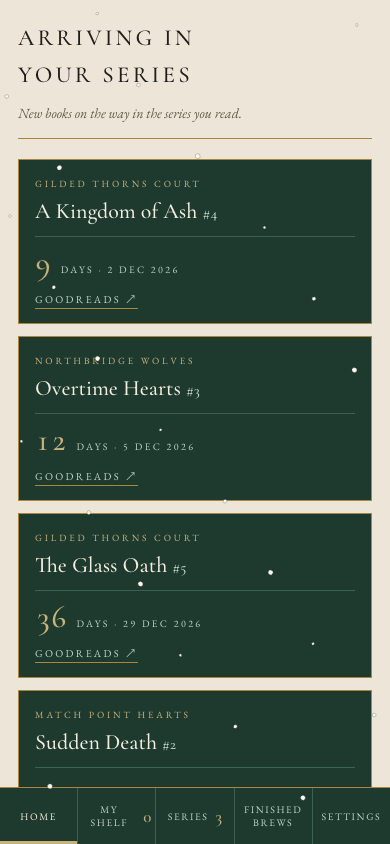 ARRIVING IN
YOUR SERIES
New books on the way in the series you read.
GILDED THORNS COURT
A Kingdom of Ash #4
9 DAYS · 2 DEC 2026
GOODREADS ↗
NORTHBRIDGE WOLVES
Overtime Hearts #3
12 DAYS · 5 DEC 2026
GOODREADS ↗
GILDED THORNS COURT
The Glass Oath #5
36 DAYS · 29 DEC 2026
GOODREADS ↗
MATCH POINT HEARTS
Sudden Death #2
HOME
MY
SHELF 0
SERIES 3
FINISHED
BREWS
SETTINGS